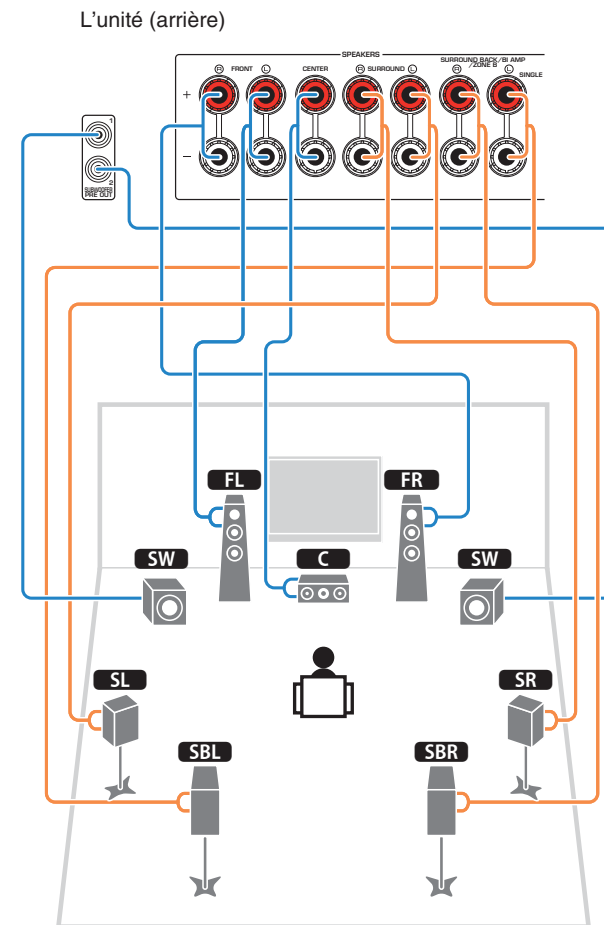 L'unité (arrière)
SPEAKERS
R FRONT L
CENTER
R SURROUND L
SURROUND BACK/BI AMP
/ZONE B
R L
SINGLE
+
–
1
2
SUBWOOFER
PRE OUT
FL
FR
SW
C
SW
SL
SR
SBL
SBR